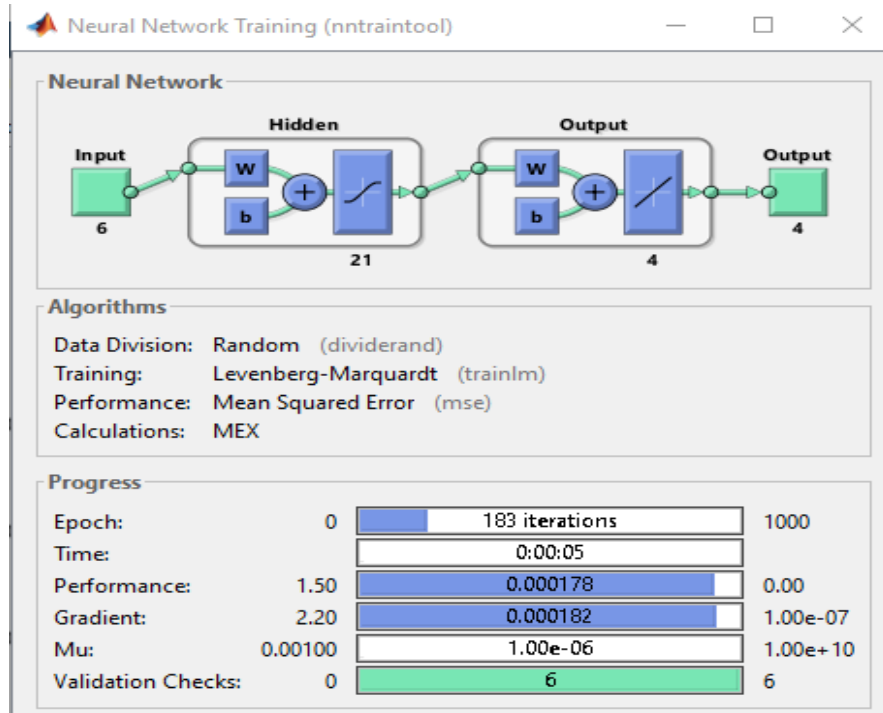 Neural Network Training (nntraintool)
Neural Network
Hidden
Output
Input
Output
W
W
b
b
6
21
4
4
Algorithms
Data Division: Random (dividerand)
Training: Levenberg-Marquardt (trainlm)
Performance: Mean Squared Error (mse)
Calculations: MEX
Progress
Epoch: 0 183 iterations 1000
Time: 0:00:05
Performance: 1.50 0.000178 0.00
Gradient: 2.20 0.000182 1.00e-07
Mu: 0.00100 1.00e-06 1.00e+10
Validation Checks: 0 6 6